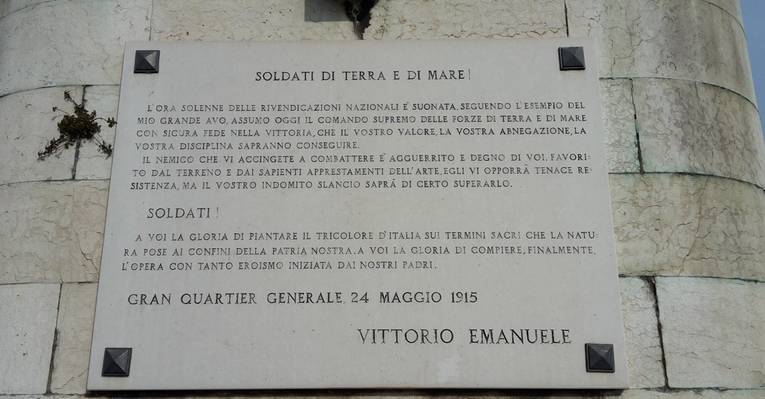 SOLDATI DI TERRA E DI MARE!
L'ORA SOLENNE DELLE RIVENDICAZIONI NAZIONALI E' SUONATA. SEGUENDO L'ESEMPIO DEL
MIO GRANDE AVO, ASSUMO OGGI IL COMANDO SUPREMO DELLE FORZE DI TERRA E DI MARE
CON SICURA FEDE NELLA VITTORIA, CHE IL VOSTRO VALORE, LA VOSTRA ABNEGAZIONE, LA
VOSTRA DISCIPLINA SAPRANNO CONSEGUIRE.
IL NEMICO CHE VI ACCINGETE A COMBATTERE È AGGUERRITO E DEGNO DI VOI. FAVORI-
TO DAL TERRENO E DAI SAPIENTI APPRESTAMENTI DELL'ARTE, EGLI VI OPPORRÀ TENACE RE-
SISTENZA, MA IL VOSTRO INDOMITO SLANCIO SAPRÀ DI CERTO SUPERARLO.
SOLDATI!
A VOI LA GLORIA DI PIANTARE IL TRICOLORE D'ITALIA SUI TERMINI SACRI CHE LA NATU-
RA POSE AI CONFINI DELLA PATRIA NOSTRA. A VOI LA GLORIA DI COMPIERE, FINALMENTE,
L'OPERA CON TANTO EROISMO INIZIATA DAI NOSTRI PADRI.
GRAN QUARTIER GENERALE, 24 MAGGIO 1915
VITTORIO EMANUELE